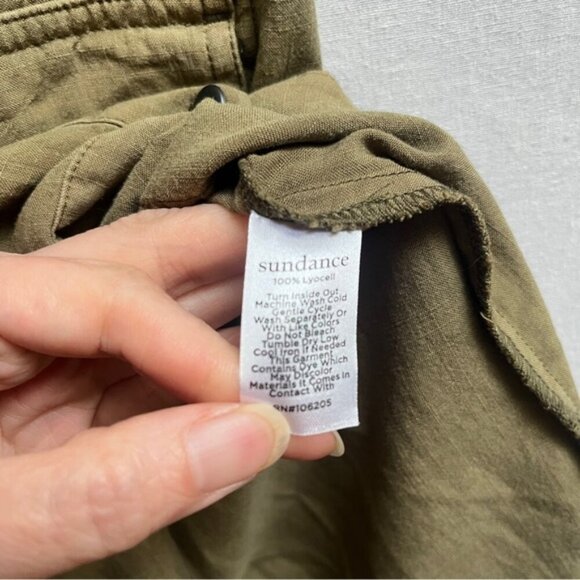 sundance
100% Lyocell
Turn Inside Out
Machine Wash Cold
Gentle Cycle
Wash Separately Or
With Like Colors
Do Not Bleach
Tumble Dry Low
Cool Iron If Needed
This Garment
Contains Dye Which
May Discolor
Materials It Comes In
Contact With
RN#106205